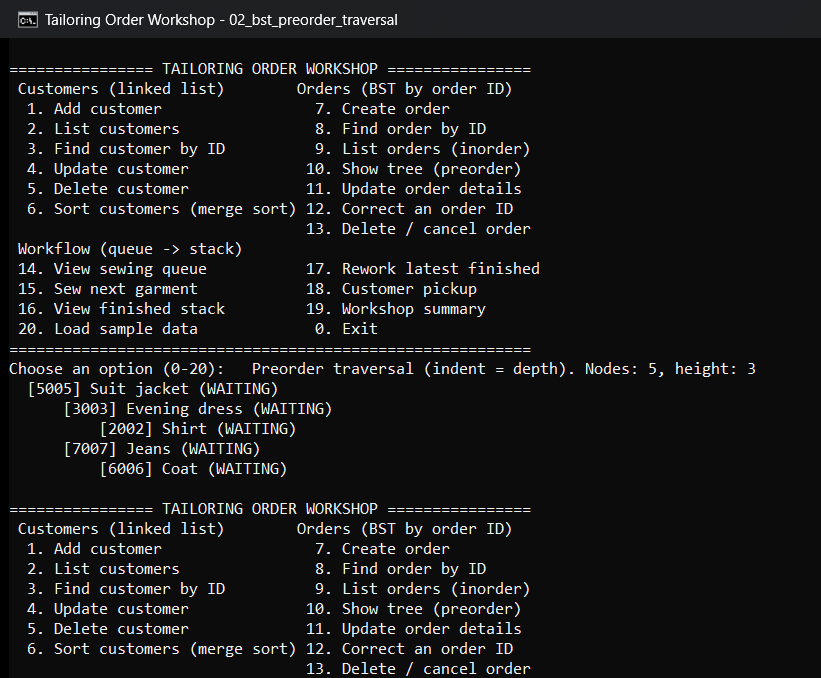 Tailoring Order Workshop - 02_bst_preorder_traversal
================ TAILORING ORDER WORKSHOP ================
 Customers (linked list)        Orders (BST by order ID)
  1. Add customer                 7. Create order
  2. List customers               8. Find order by ID
  3. Find customer by ID          9. List orders (inorder)
  4. Update customer             10. Show tree (preorder)
  5. Delete customer             11. Update order details
  6. Sort customers (merge sort) 12. Correct an order ID
                                 13. Delete / cancel order
 Workflow (queue -> stack)
 14. View sewing queue           17. Rework latest finished
 15. Sew next garment            18. Customer pickup
 16. View finished stack         19. Workshop summary
 20. Load sample data             0. Exit
==========================================================
Choose an option (0-20):   Preorder traversal (indent = depth). Nodes: 5, height: 3
  [5005] Suit jacket (WAITING)
      [3003] Evening dress (WAITING)
          [2002] Shirt (WAITING)
      [7007] Jeans (WAITING)
          [6006] Coat (WAITING)
================ TAILORING ORDER WORKSHOP ================
 Customers (linked list)        Orders (BST by order ID)
  1. Add customer                 7. Create order
  2. List customers               8. Find order by ID
  3. Find customer by ID          9. List orders (inorder)
  4. Update customer             10. Show tree (preorder)
  5. Delete customer             11. Update order details
  6. Sort customers (merge sort) 12. Correct an order ID
                                 13. Delete / cancel order